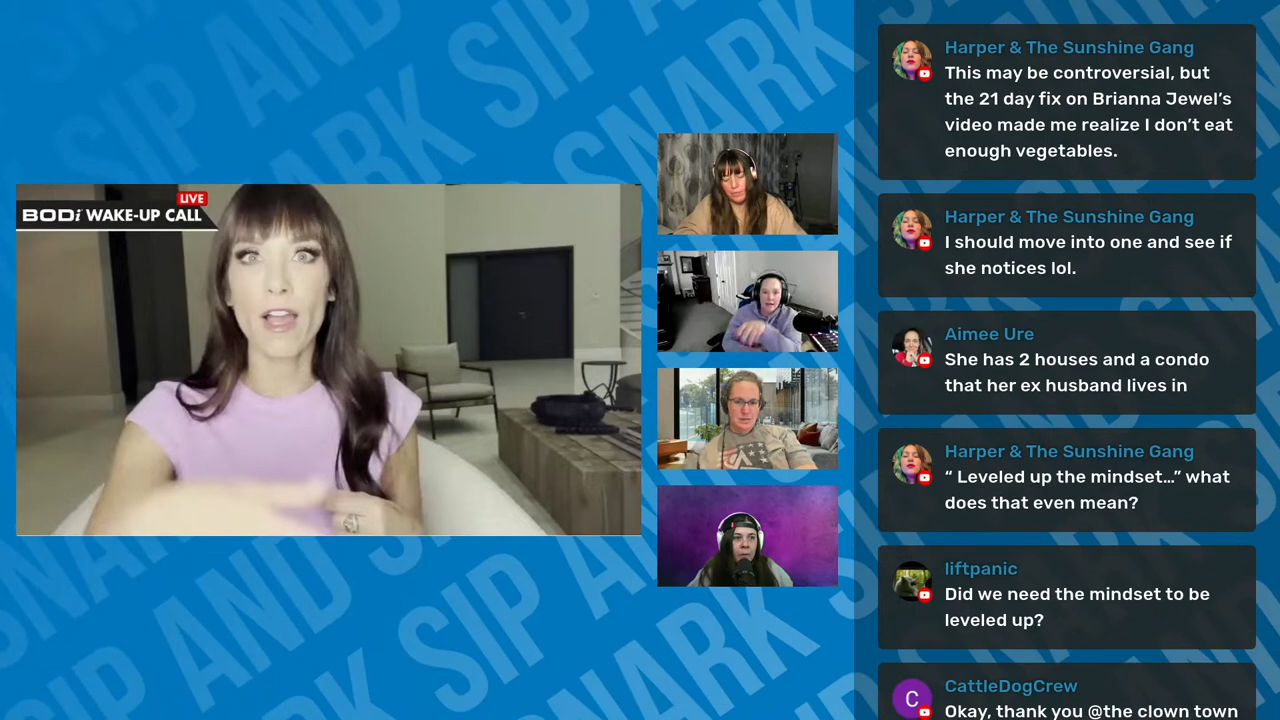 SIP AND SNARK
LIVE
BODi WAKE-UP CALL
Harper & The Sunshine Gang
This may be controversial, but
the 21 day fix on Brianna Jewel’s
video made me realize I don’t eat
enough vegetables.
Harper & The Sunshine Gang
I should move into one and see if
she notices lol.
Aimee Ure
She has 2 houses and a condo
that her ex husband lives in
Harper & The Sunshine Gang
“ Leveled up the mindset…” what
does that even mean?
liftpanic
Did we need the mindset to be
leveled up?
C
CattleDogCrew
Okay, thank you @the clown town